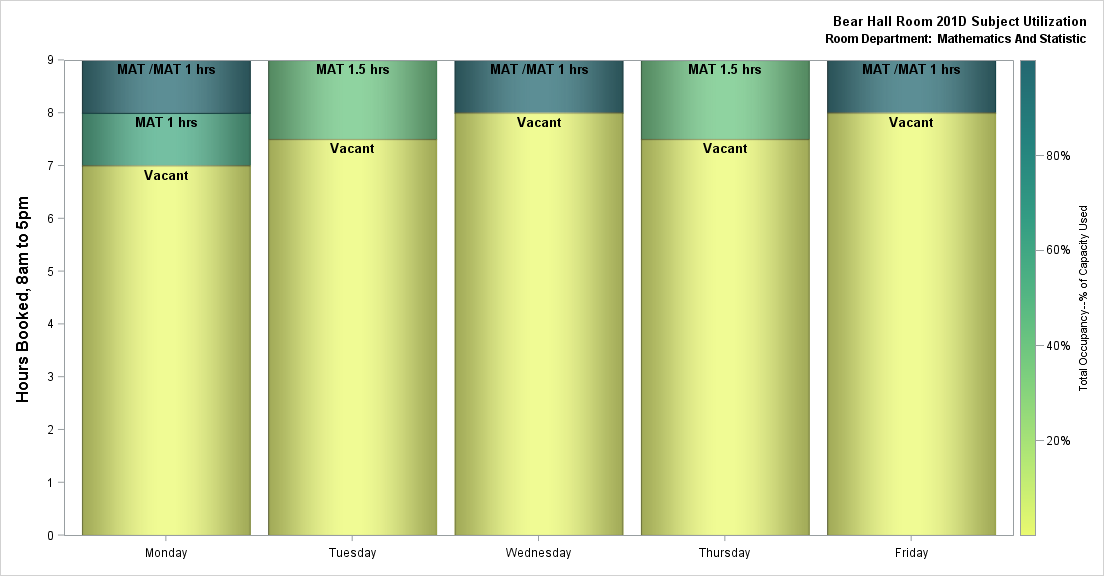 Bear Hall Room 201D Subject Utilization
Room Department: Mathematics And Statistic
Hours Booked, 8am to 5pm
9
8
7
6
5
4
3
2
1
0
MAT /MAT 1 hrs
MAT 1 hrs
Vacant
MAT 1.5 hrs
Vacant
MAT /MAT 1 hrs
Vacant
MAT 1.5 hrs
Vacant
MAT /MAT 1 hrs
Vacant
Monday
Tuesday
Wednesday
Thursday
Friday
80%
60%
40%
20%
Total Occupancy--% of Capacity Used